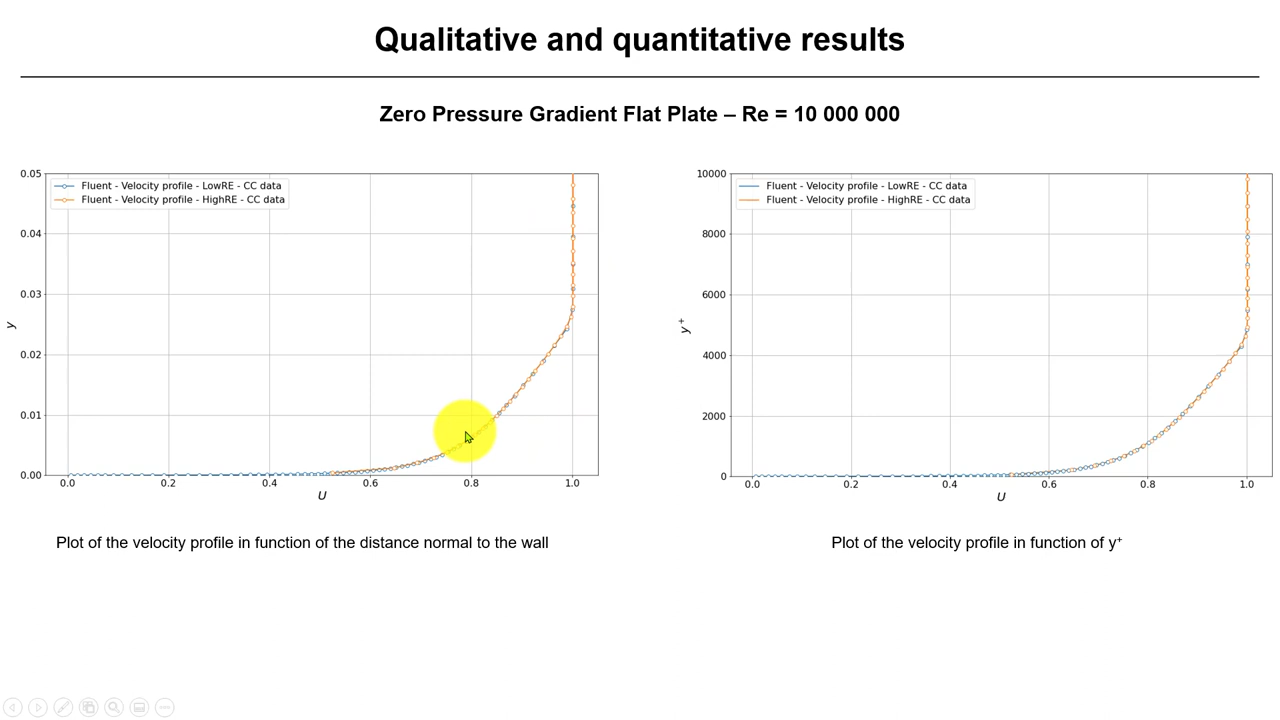 Qualitative and quantitative results
Zero Pressure Gradient Flat Plate – Re = 10 000 000
Fluent - Velocity profile - LowRE - CC data
Fluent - Velocity profile - HighRE - CC data
0.05
0.04
0.03
0.02
0.01
0.00
y
0.0 0.2 0.4 0.6 0.8 1.0
U
Plot of the velocity profile in function of the distance normal to the wall
Fluent - Velocity profile - LowRE - CC data
Fluent - Velocity profile - HighRE - CC data
10000
8000
6000
4000
2000
0
y⁺
0.0 0.2 0.4 0.6 0.8 1.0
U
Plot of the velocity profile in function of y⁺